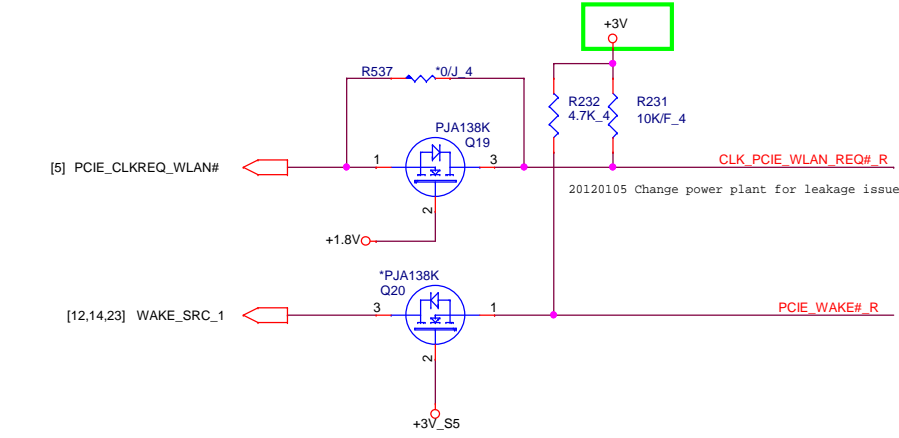 +3V
R537
*0/J_4
R232
4.7K_4
R231
10K/F_4
PJA138K
Q19
[5] PCIE_CLKREQ_WLAN#
1
3
CLK_PCIE_WLAN_REQ#_R
20120105 Change power plant for leakage issue
2
+1.8V
*PJA138K
Q20
[12,14,23] WAKE_SRC_1
3
1
PCIE_WAKE#_R
2
+3V_S5